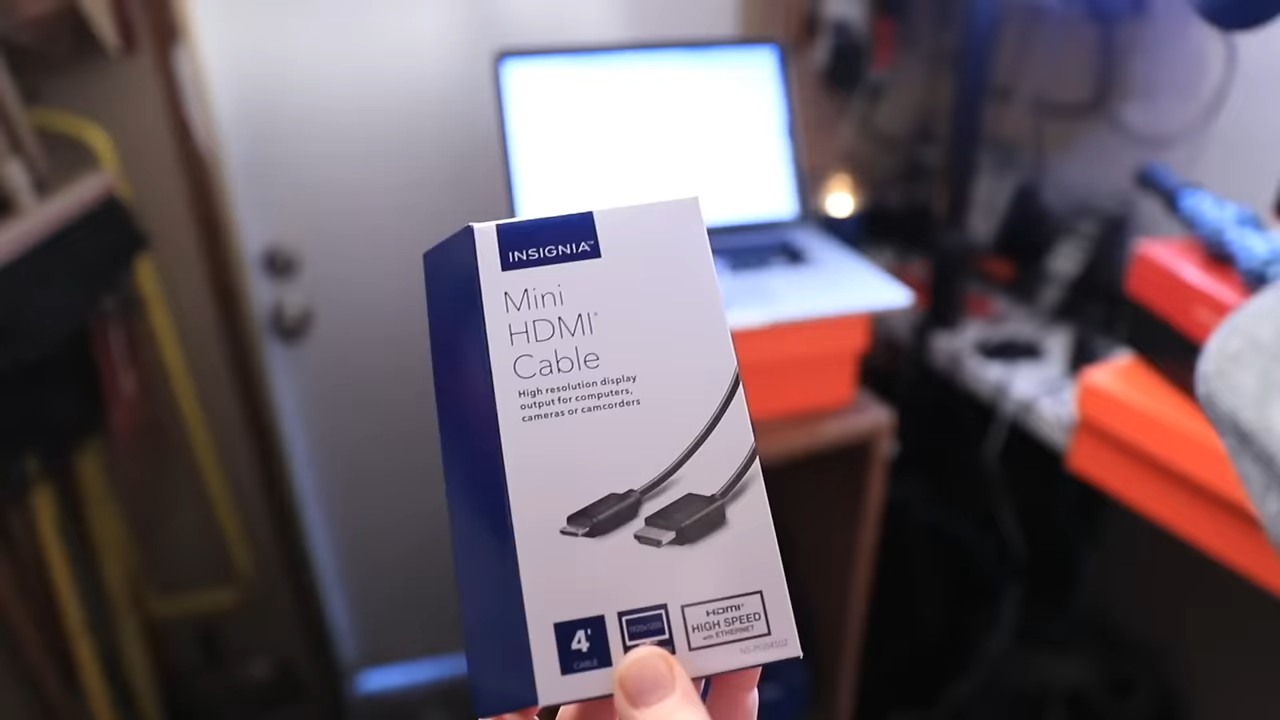 INSIGNIA™
Mini
HDMI®
Cable
High resolution display
output for computers,
cameras or camcorders
4'
CABLE
HDMI®
HIGH SPEED
with ETHERNET